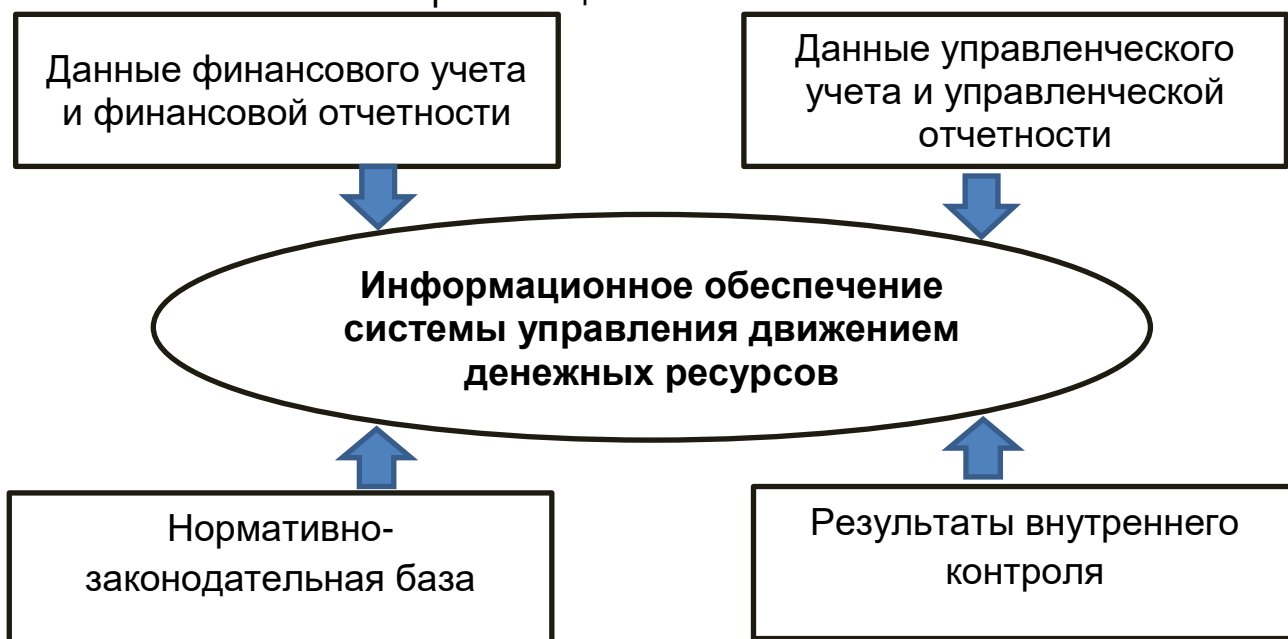 Данные финансового учета
и финансовой отчетности
Данные управленческого
учета и управленческой
отчетности
Информационное обеспечение
системы управления движением
денежных ресурсов
Нормативно-
законодательная база
Результаты внутреннего
контроля